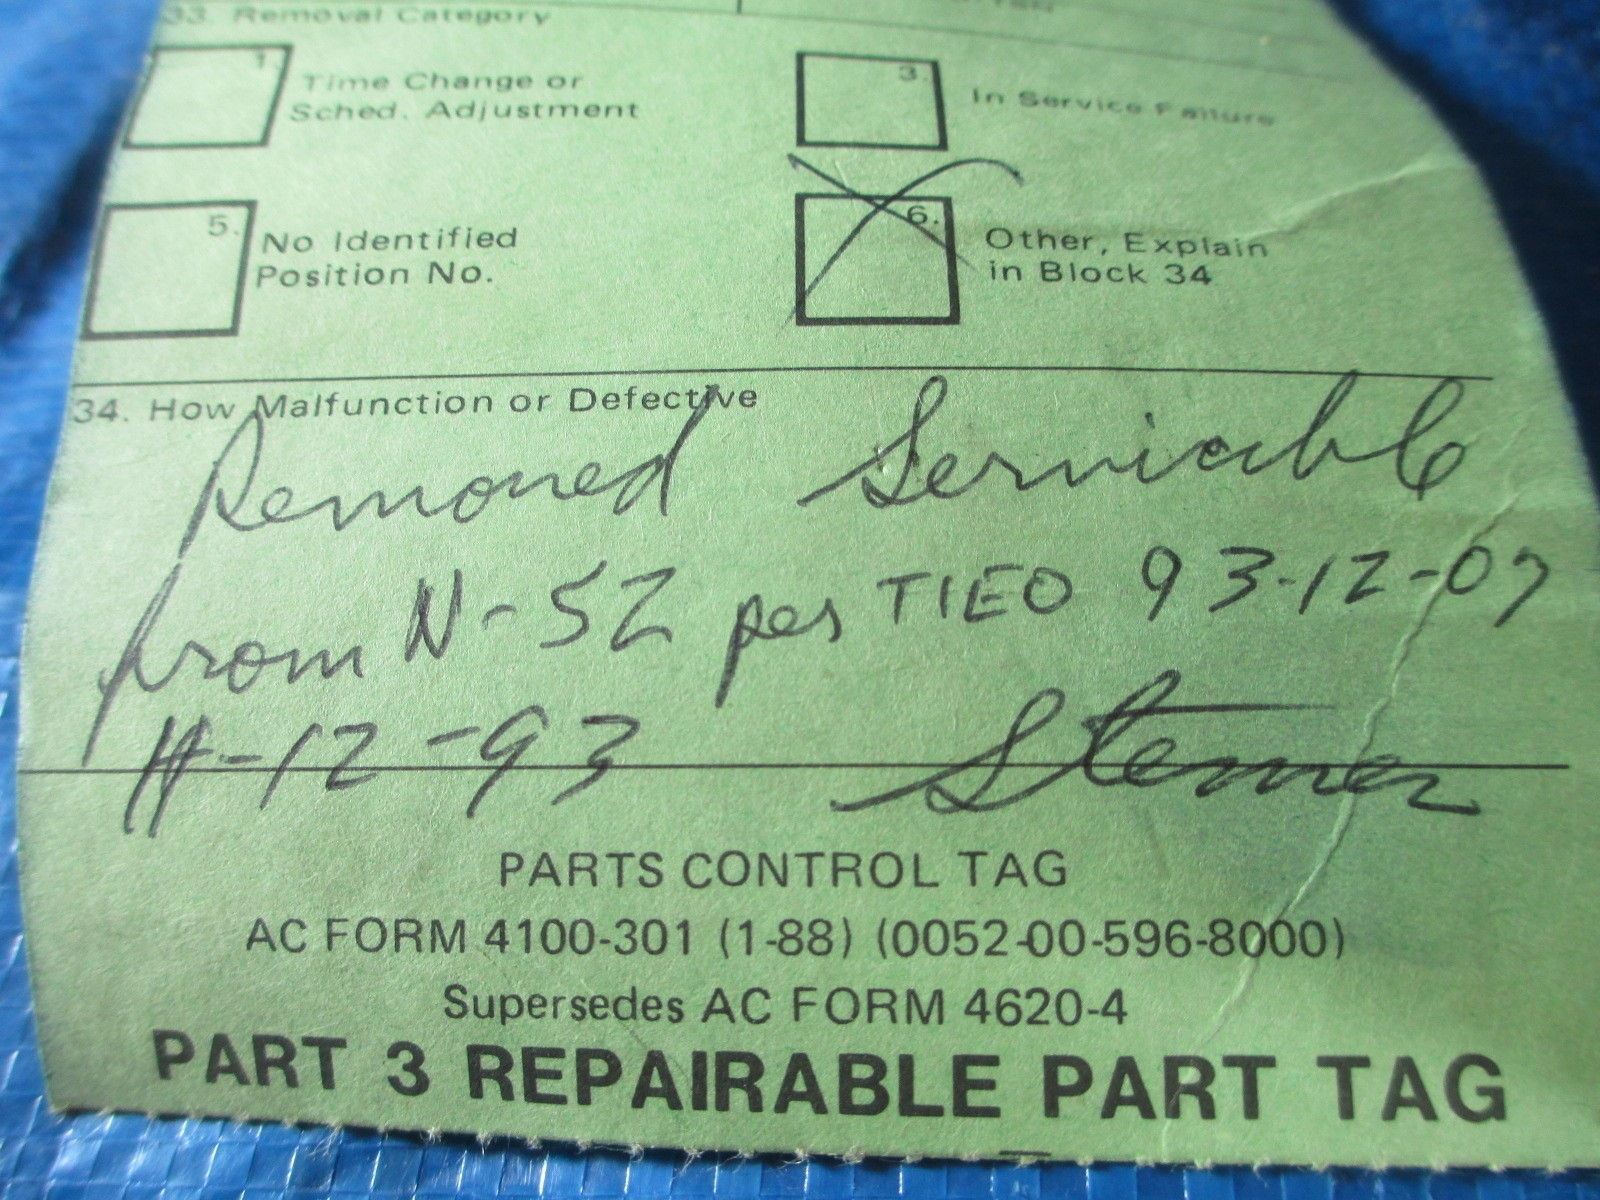 33. Removal Category
1. Time Change or
Sched. Adjustment
3. In Service Failure
5. No Identified
Position No.
6. Other, Explain
in Block 34
34. How Malfunction or Defective
Removed Servicable
from N-52 per TIEO 93-12-07
11-12-93
PARTS CONTROL TAG
AC FORM 4100-301 (1-88) (0052-00-596-8000)
Supersedes AC FORM 4620-4
PART 3 REPAIRABLE PART TAG